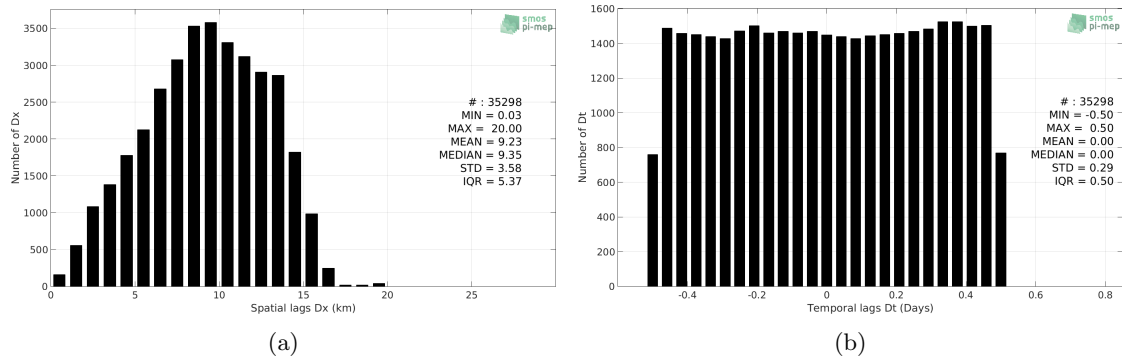 3500
3000
2500
2000
1500
1000
500
0
Number of Dx
0 5 10 15 20 25
Spatial lags Dx (km)
smos
pi-mep
# : 35298
MIN = 0.03
MAX = 20.00
MEAN = 9.23
MEDIAN = 9.35
STD = 3.58
IQR = 5.37
(a)
1600
1400
1200
1000
800
600
400
200
0
Number of Dt
-0.4 -0.2 0 0.2 0.4 0.6 0.8
Temporal lags Dt (Days)
smos
pi-mep
# : 35298
MIN = -0.50
MAX = 0.50
MEAN = 0.00
MEDIAN = 0.00
STD = 0.29
IQR = 0.50
(b)